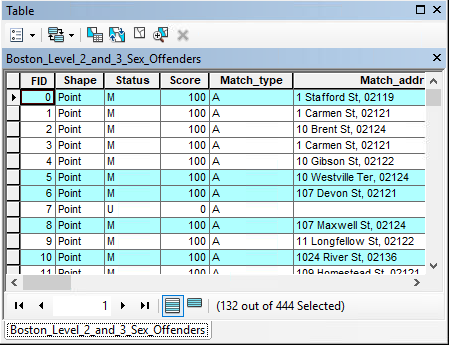 Table
Boston_Level_2_and_3_Sex_Offenders
FID Shape Status Score Match_type Match_addr
0 Point M 100 A 1 Stafford St, 02119
1 Point M 100 A 1 Carmen St, 02121
2 Point M 100 A 10 Brent St, 02124
3 Point M 100 A 1 Carmen St, 02121
4 Point M 100 A 10 Gibson St, 02122
5 Point M 100 A 10 Westville Ter, 02124
6 Point M 100 A 107 Devon St, 02121
7 Point U 0 A
8 Point M 100 A 107 Maxwell St, 02124
9 Point M 100 A 11 Longfellow St, 02122
10 Point M 100 A 1024 River St, 02136
11 Point M 100 A 109 Homestead St, 02121
1 (132 out of 444 Selected)
Boston_Level_2_and_3_Sex_Offenders